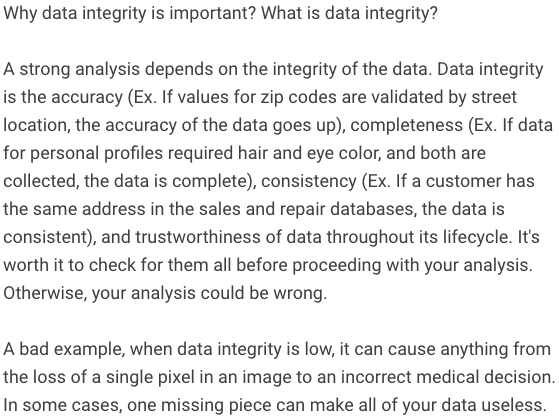 Why data integrity is important? What is data integrity?
A strong analysis depends on the integrity of the data. Data integrity
is the accuracy (Ex. If values for zip codes are validated by street
location, the accuracy of the data goes up), completeness (Ex. If data
for personal profiles required hair and eye color, and both are
collected, the data is complete), consistency (Ex. If a customer has
the same address in the sales and repair databases, the data is
consistent), and trustworthiness of data throughout its lifecycle. It's
worth it to check for them all before proceeding with your analysis.
Otherwise, your analysis could be wrong.
A bad example, when data integrity is low, it can cause anything from
the loss of a single pixel in an image to an incorrect medical decision.
In some cases, one missing piece can make all of your data useless.